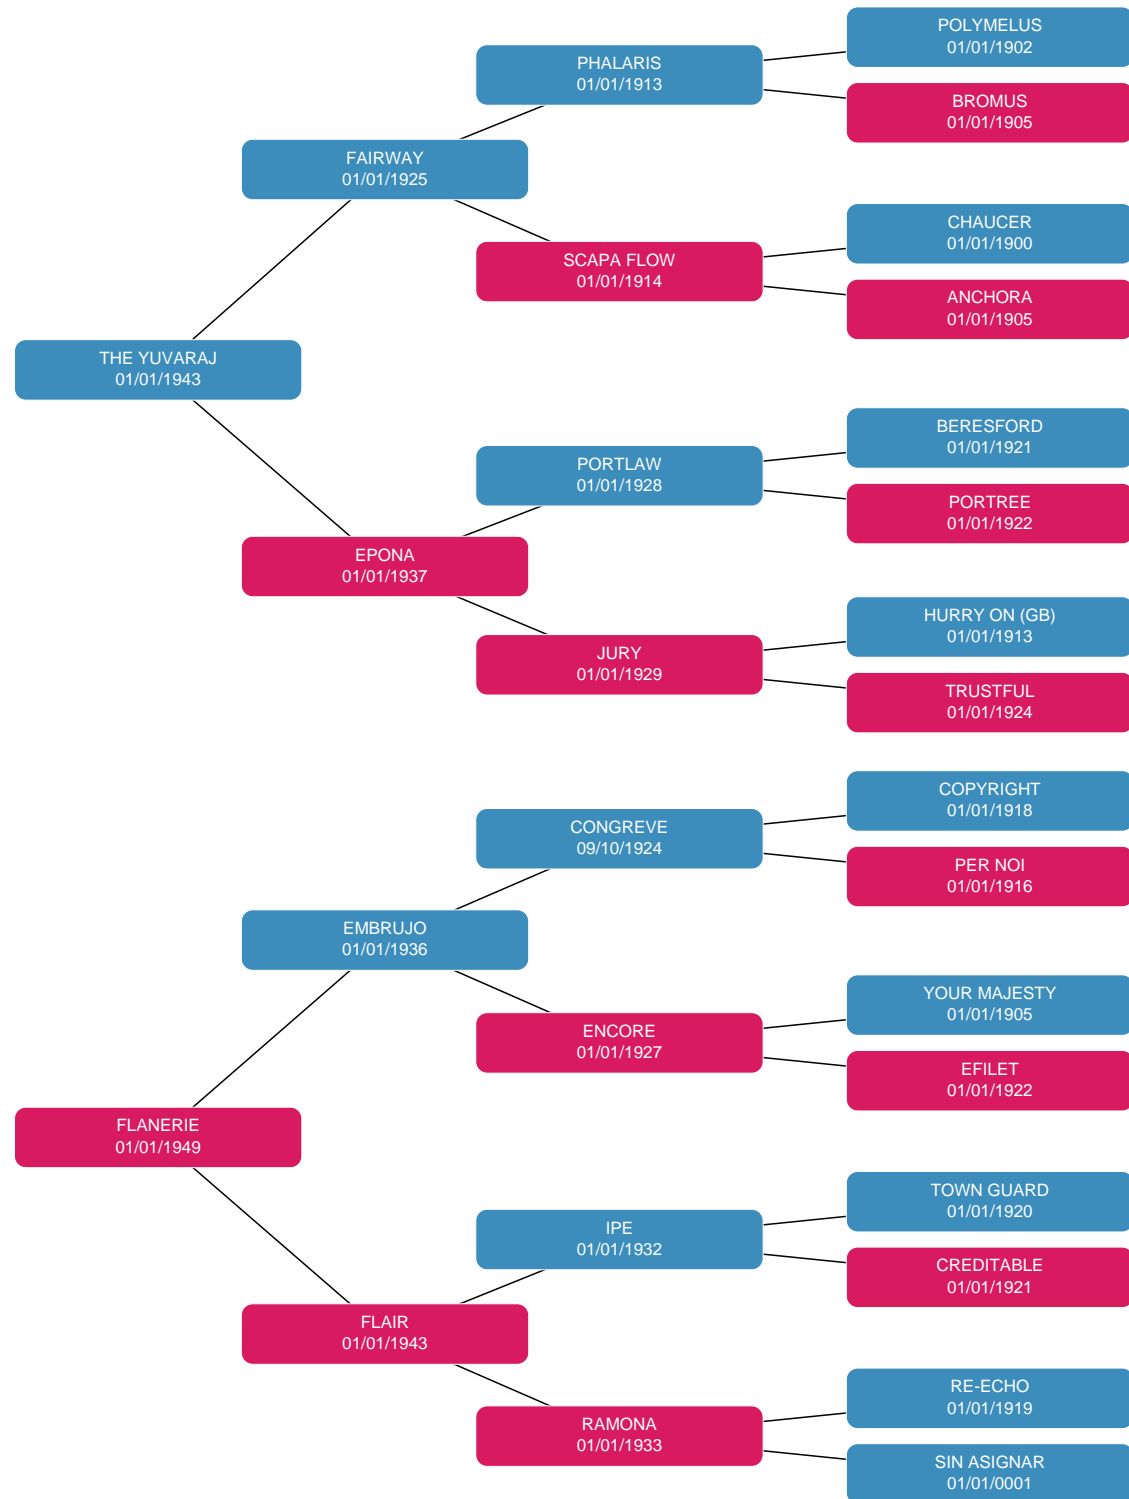 POLYMELUS
01/01/1902
PHALARIS
01/01/1913
BROMUS
01/01/1905
FAIRWAY
01/01/1925
CHAUCER
01/01/1900
SCAPA FLOW
01/01/1914
ANCHORA
01/01/1905
THE YUVARAJ
01/01/1943
BERESFORD
01/01/1921
PORTLAW
01/01/1928
PORTREE
01/01/1922
EPONA
01/01/1937
HURRY ON (GB)
01/01/1913
JURY
01/01/1929
TRUSTFUL
01/01/1924
COPYRIGHT
01/01/1918
CONGREVE
09/10/1924
PER NOI
01/01/1916
EMBRUJO
01/01/1936
YOUR MAJESTY
01/01/1905
ENCORE
01/01/1927
EFILET
01/01/1922
FLANERIE
01/01/1949
TOWN GUARD
01/01/1920
IPE
01/01/1932
CREDITABLE
01/01/1921
FLAIR
01/01/1943
RE-ECHO
01/01/1919
RAMONA
01/01/1933
SIN ASIGNAR
01/01/0001